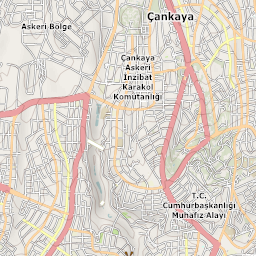 Çankaya
Askeri Bölge
Çankaya
Askeri
İnzibat
Karakol
Komutanlığı
T.C.
Cumhurbaşkanlığı
Muhafız Alayı